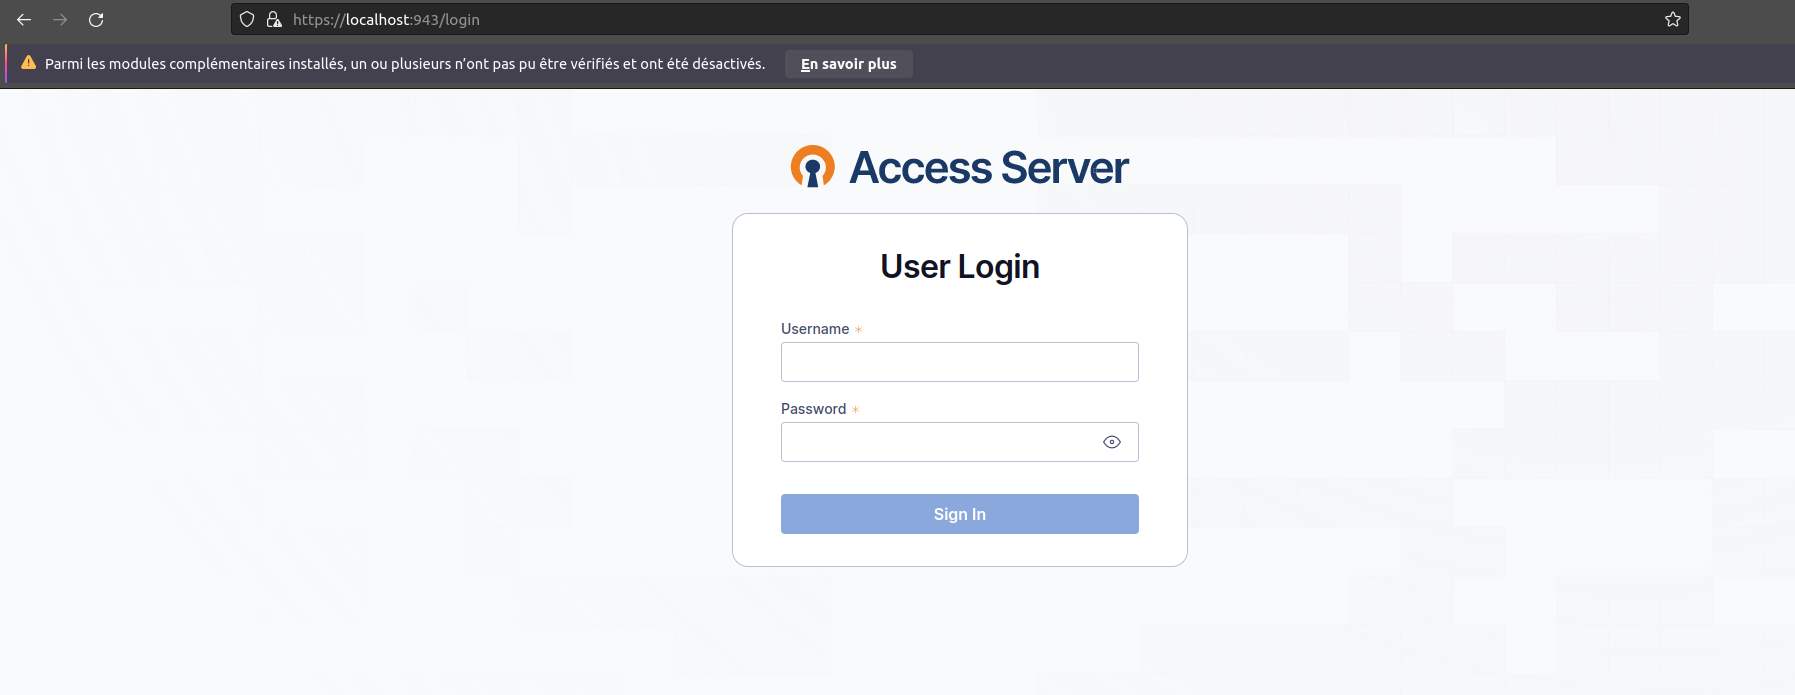 https://localhost:943/login
Parmi les modules complémentaires installés, un ou plusieurs n’ont pas pu être vérifiés et ont été désactivés. En savoir plus
Access Server
User Login
Username *
Password *
Sign In